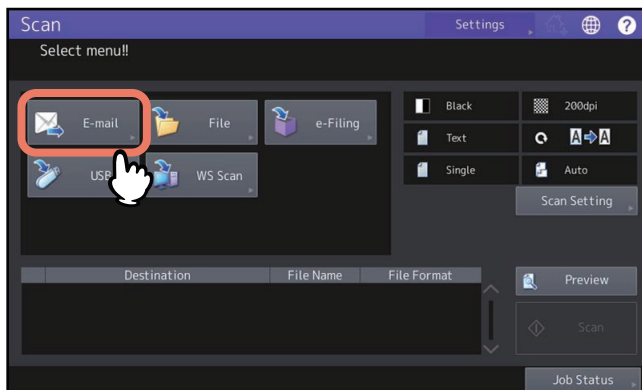 Scan
Settings
?
Select menu!!
E-mail
File
e-Filing
USB
WS Scan
Black
200dpi
Text
A A
Single
Auto
Scan Setting
Destination
File Name
File Format
Preview
Scan
Job Status